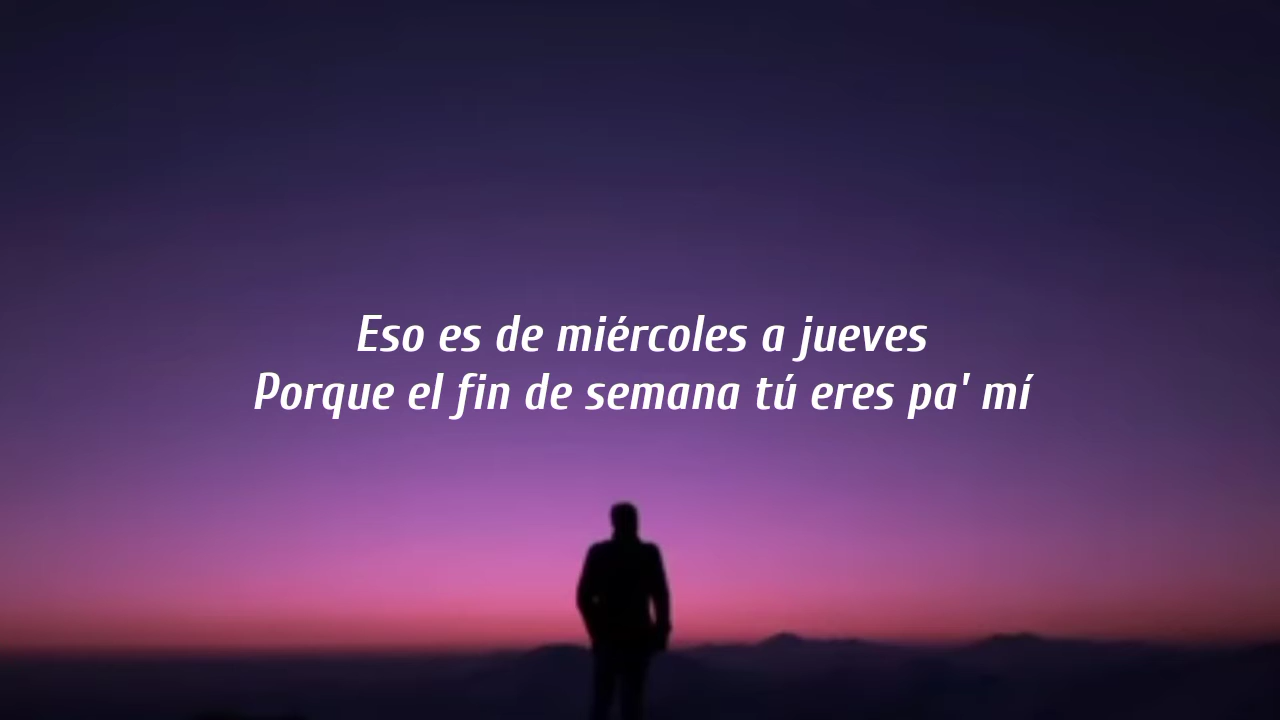 Eso es de miércoles a jueves
Porque el fin de semana tú eres pa' mí